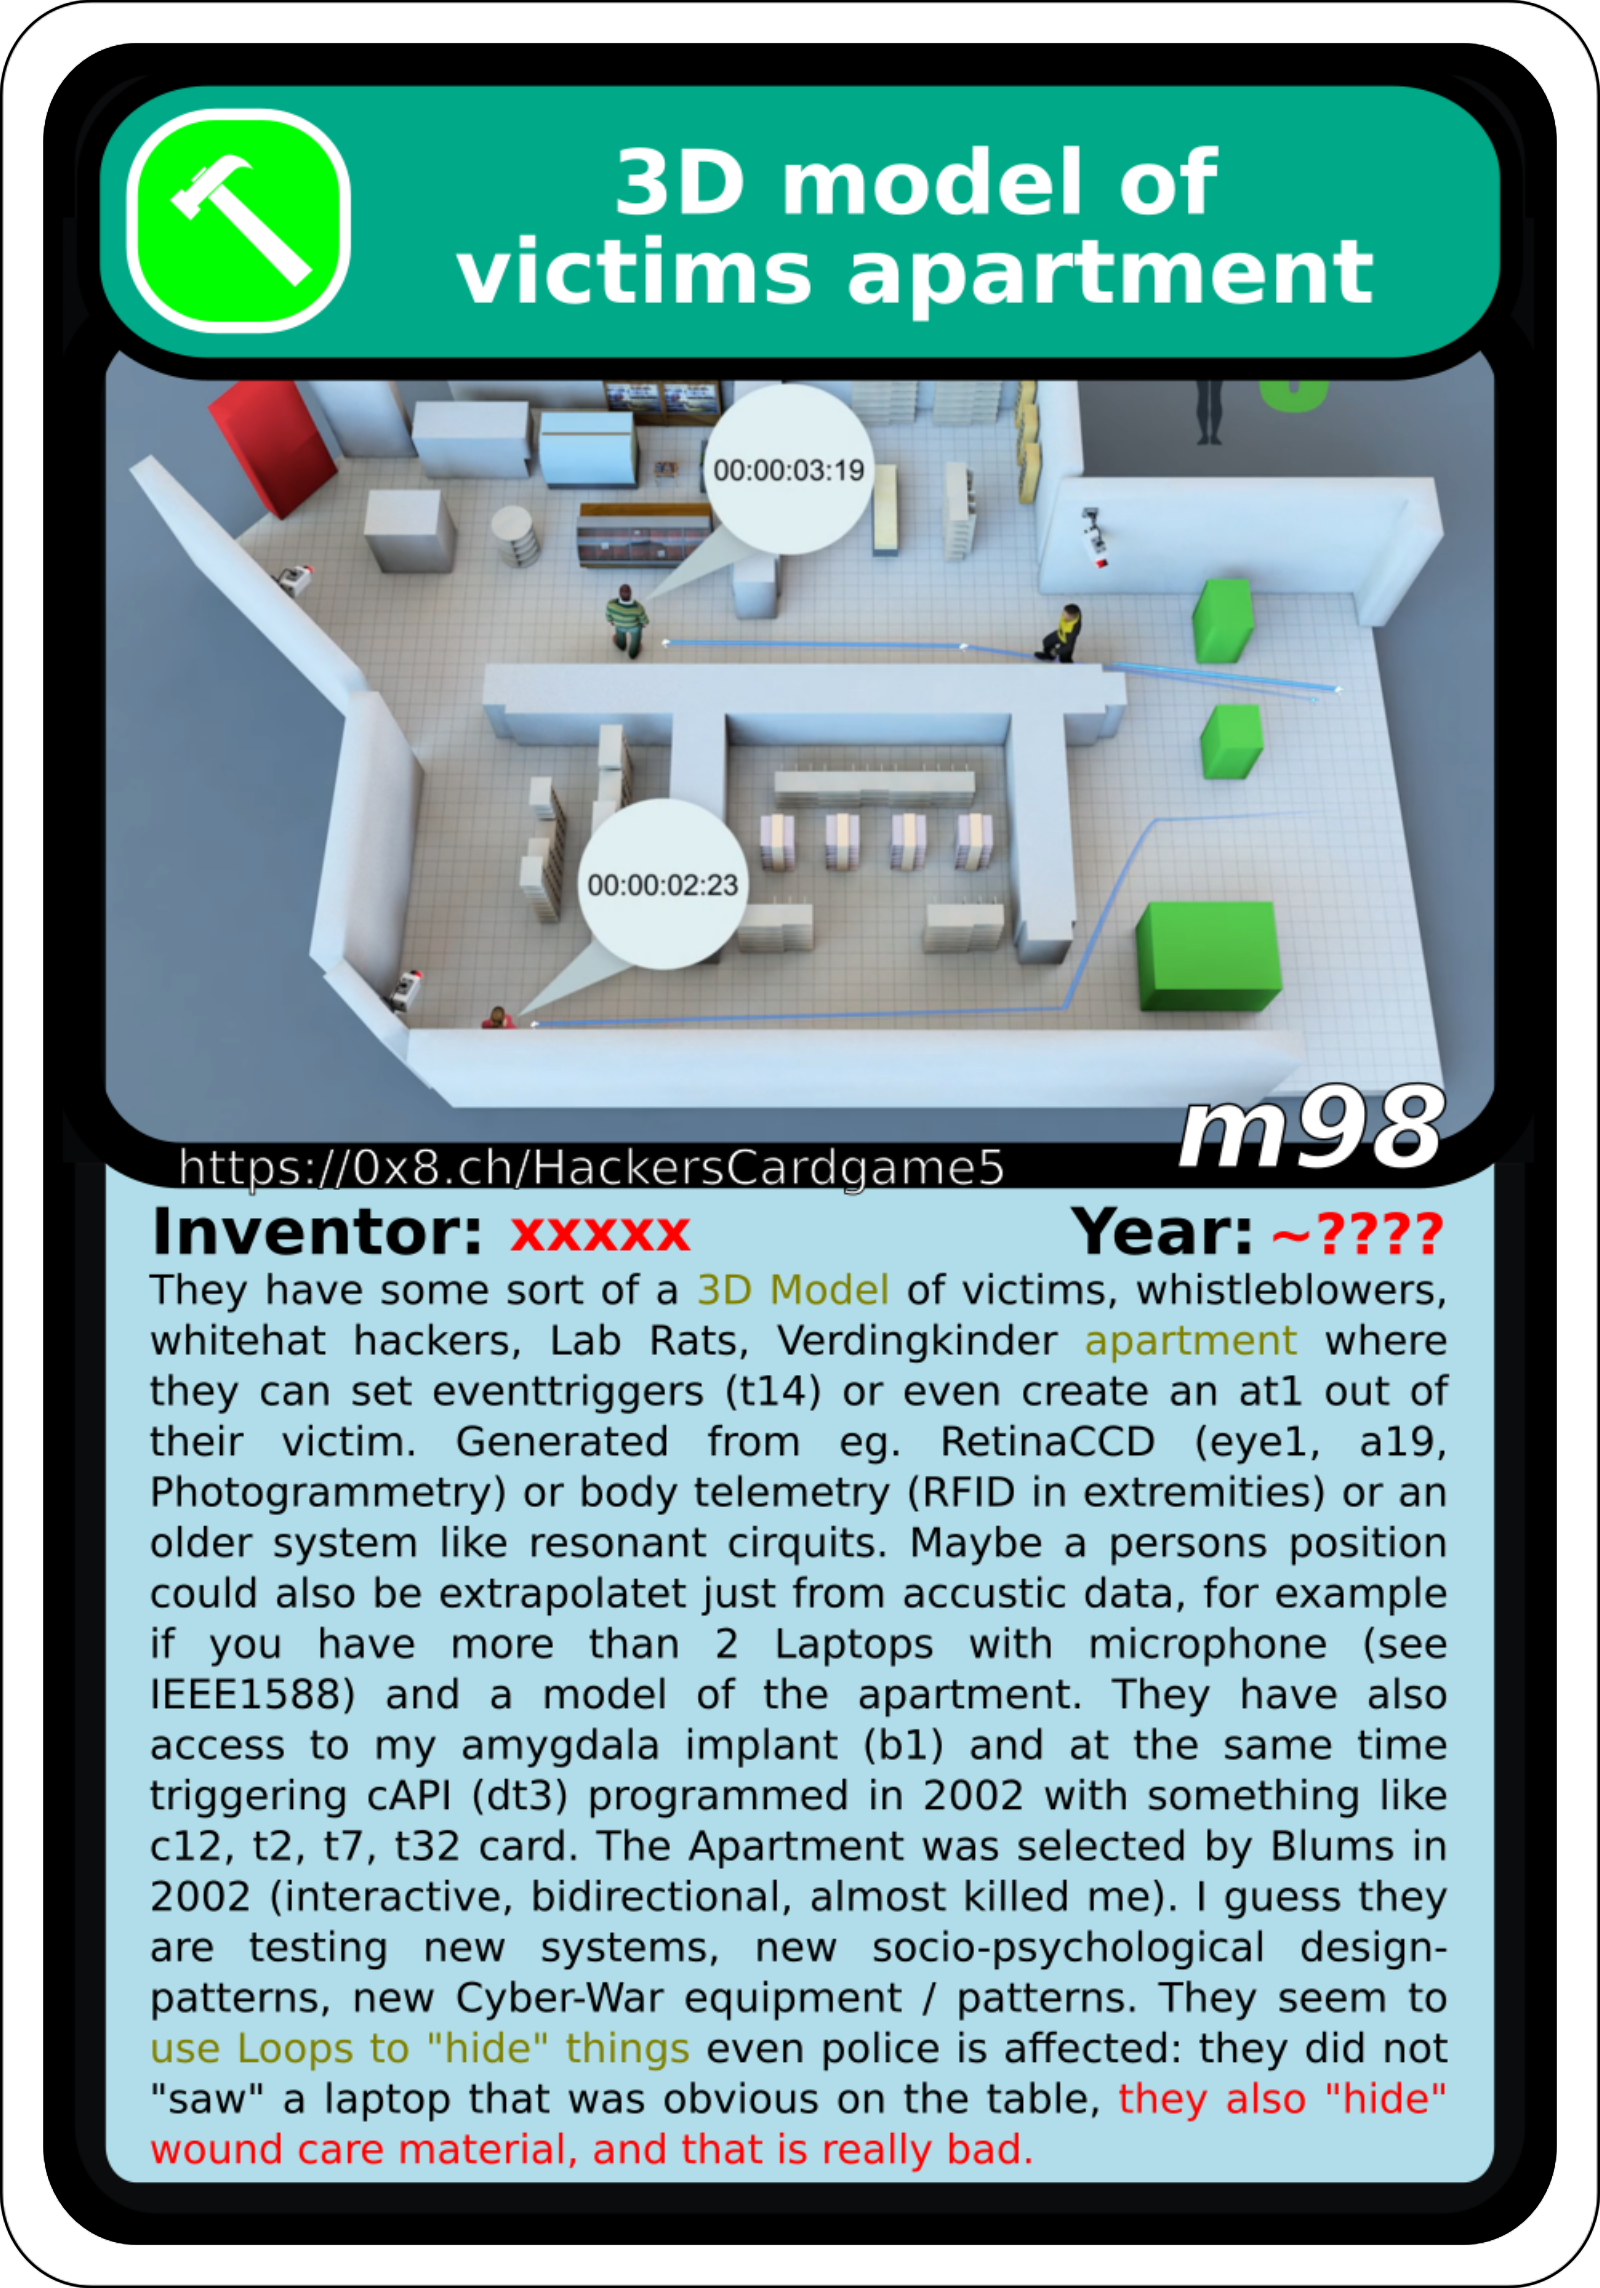 3D model of
victims apartment
00:00:03:19
00:00:02:23
m98
https://0x8.ch/HackersCardgame5
Inventor: xxxxx Year: ~????
They have some sort of a 3D Model of victims, whistleblowers,
whitehat hackers, Lab Rats, Verdingkinder apartment where
they can set eventtriggers (t14) or even create an at1 out of
their victim. Generated from eg. RetinaCCD (eye1, a19,
Photogrammetry) or body telemetry (RFID in extremities) or an
older system like resonant cirquits. Maybe a persons position
could also be extrapolatet just from accustic data, for example
if you have more than 2 Laptops with microphone (see
IEEE1588) and a model of the apartment. They have also
access to my amygdala implant (b1) and at the same time
triggering cAPI (dt3) programmed in 2002 with something like
c12, t2, t7, t32 card. The Apartment was selected by Blums in
2002 (interactive, bidirectional, almost killed me). I guess they
are testing new systems, new socio-psychological design-
patterns, new Cyber-War equipment / patterns. They seem to
use Loops to "hide" things even police is affected: they did not
"saw" a laptop that was obvious on the table, they also "hide"
wound care material, and that is really bad.